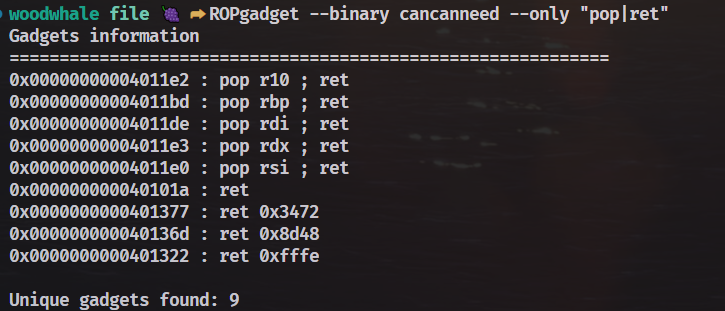 woodwhale file 🍇 ➡ROPgadget --binary cancanneed --only "pop|ret"
Gadgets information
============================================================
0x00000000004011e2 : pop r10 ; ret
0x00000000004011bd : pop rbp ; ret
0x00000000004011de : pop rdi ; ret
0x00000000004011e3 : pop rdx ; ret
0x00000000004011e0 : pop rsi ; ret
0x000000000040101a : ret
0x0000000000401377 : ret 0x3472
0x000000000040136d : ret 0x8d48
0x0000000000401322 : ret 0xfffe
Unique gadgets found: 9